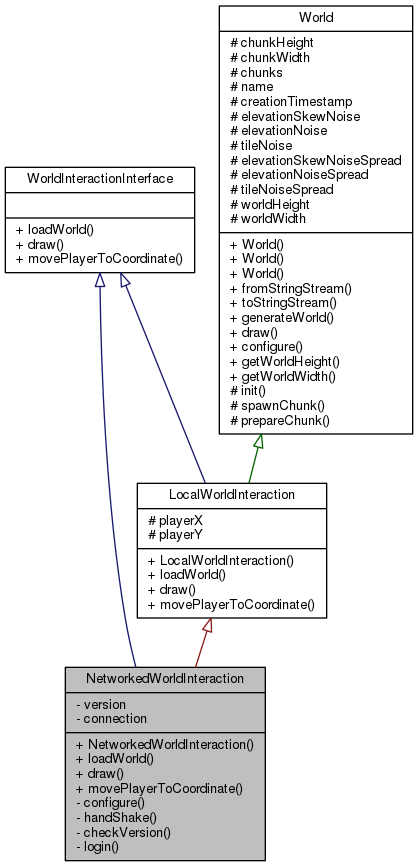 World
# chunkHeight
# chunkWidth
# chunks
# name
# creationTimestamp
# elevationSkewNoise
# elevationNoise
# tileNoise
# elevationSkewNoiseSpread
# elevationNoiseSpread
# tileNoiseSpread
# worldHeight
# worldWidth
+ World()
+ World()
+ World()
+ fromStringStream()
+ toStringStream()
+ generateWorld()
+ draw()
+ configure()
+ getWorldHeight()
+ getWorldWidth()
# init()
# spawnChunk()
# prepareChunk()
WorldInteractionInterface
+ loadWorld()
+ draw()
+ movePlayerToCoordinate()
LocalWorldInteraction
# playerX
# playerY
+ LocalWorldInteraction()
+ loadWorld()
+ draw()
+ movePlayerToCoordinate()
NetworkedWorldInteraction
- version
- connection
+ NetworkedWorldInteraction()
+ loadWorld()
+ draw()
+ movePlayerToCoordinate()
- configure()
- handShake()
- checkVersion()
- login()